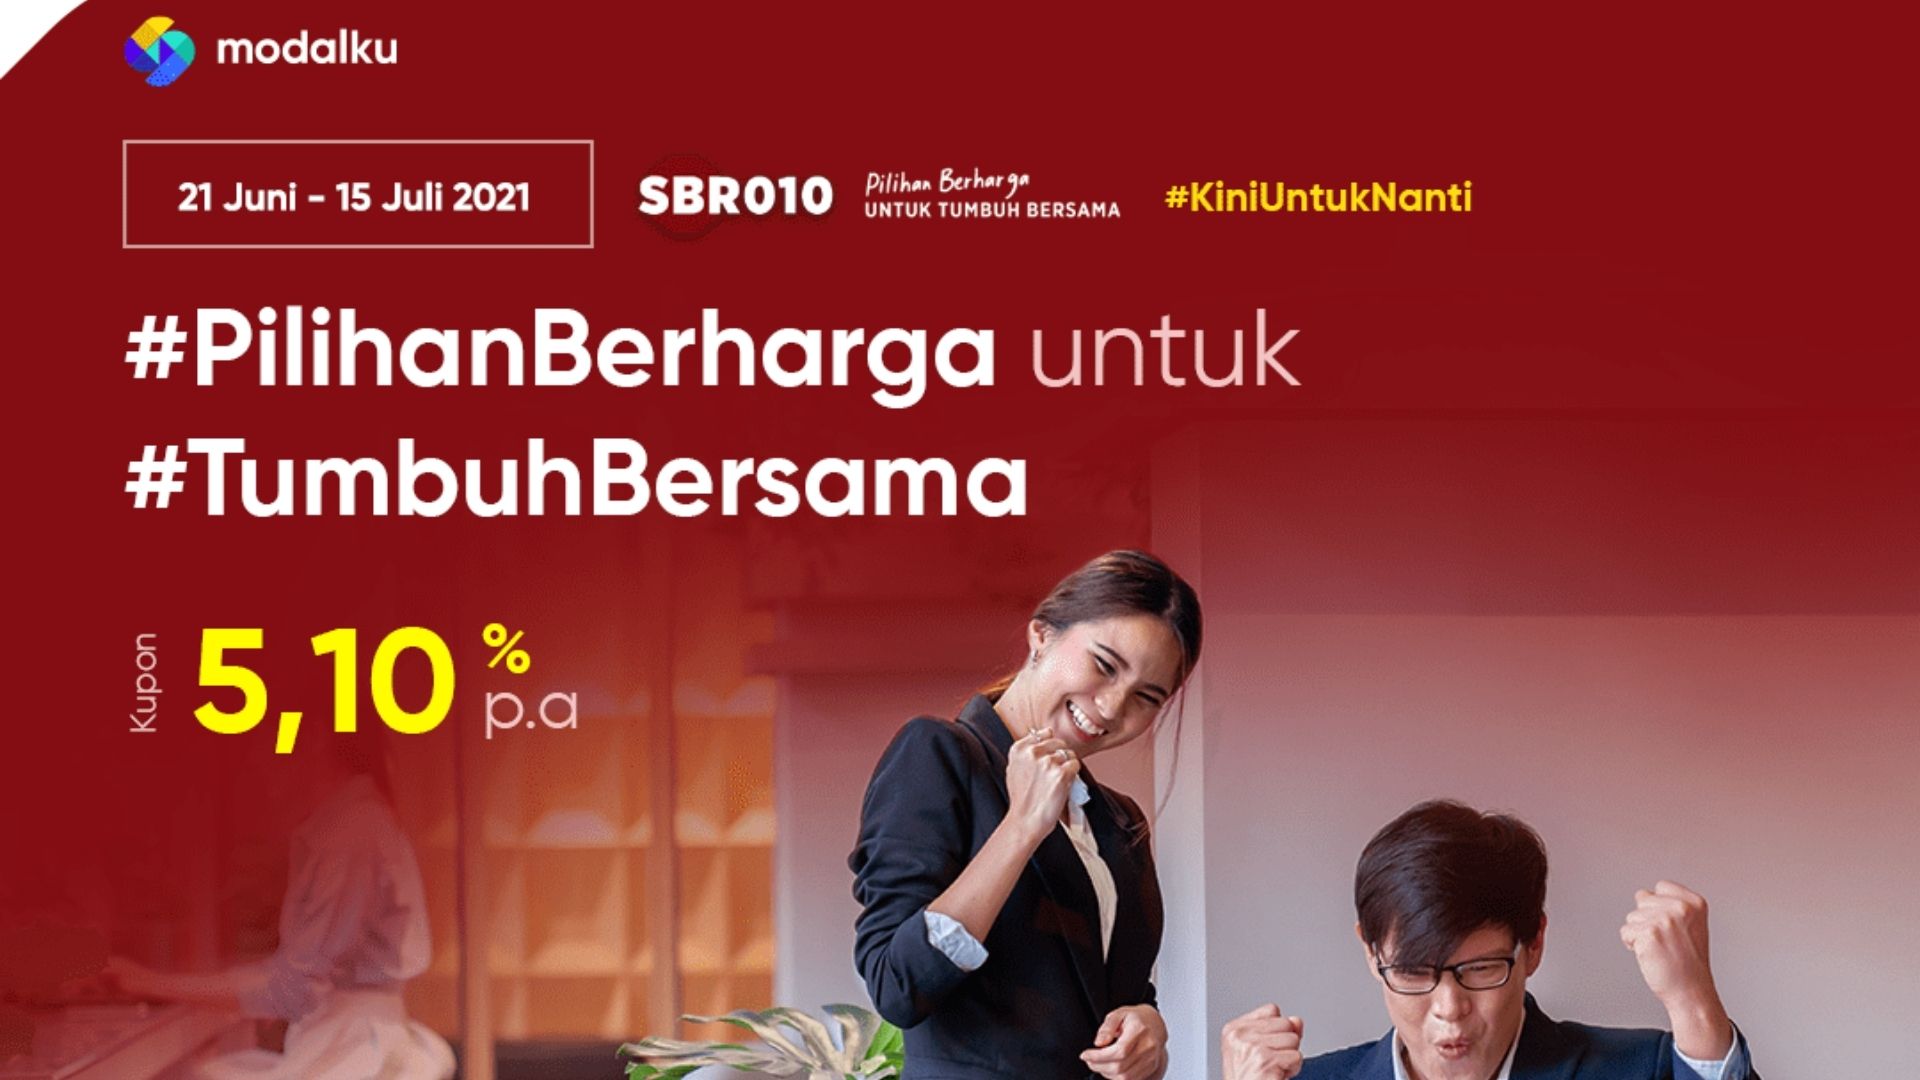 modalku
21 Juni - 15 Juli 2021
SBR010
Pilihan Berharga
UNTUK TUMBUH BERSAMA
#KiniUntukNanti
#PilihanBerharga untuk
#TumbuhBersama
Kupon
5,10 %
p.a